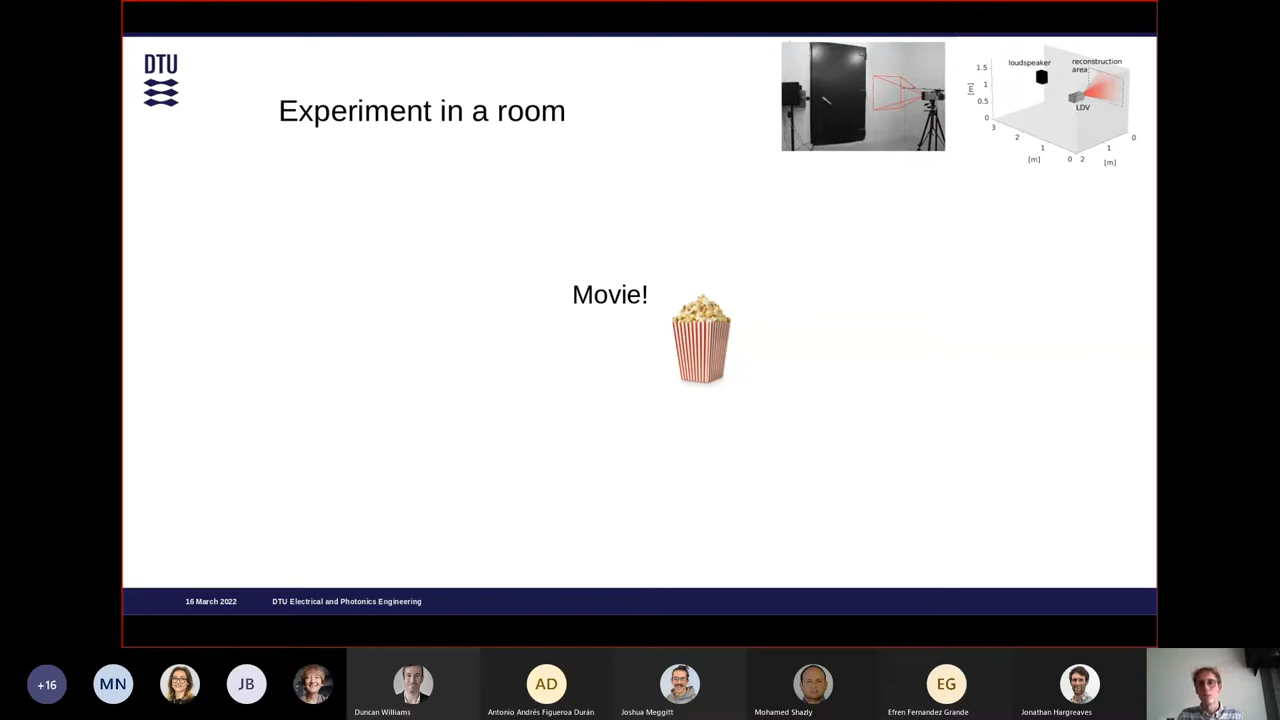 DTU
Experiment in a room
loudspeaker
reconstruction
area
LDV
1.5
1
0.5
0
[m]
3
2
1
0
[m]
2
1
0
[m]
Movie!
16 March 2022
DTU Electrical and Photonics Engineering
+16
MN
JB
AD
EG
Duncan Williams
Antonio Andrés Figueroa Durán
Joshua Meggitt
Mohamed Shazly
Efren Fernandez Grande
Jonathan Hargreaves